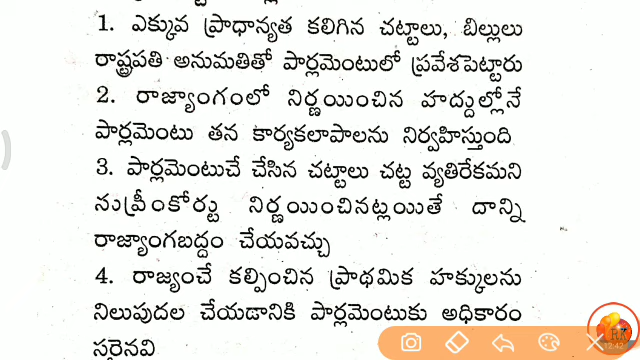 1. ఎక్కువ ప్రాధాన్యత కలిగిన చట్టాలు, బిల్లులు
రాష్ట్రపతి అనుమతితో పార్లమెంటులో ప్రవేశపెట్టారు
2. రాజ్యాంగంలో నిర్ణయించిన హద్దుల్లోనే
పార్లమెంటు తన కార్యకలాపాలను నిర్వహిస్తుంది
3. పార్లమెంటుచే చేసిన చట్టాలు చట్ట వ్యతిరేకమని
సుప్రీంకోర్టు నిర్ణయించినట్లయితే దాన్ని
రాజ్యాంగబద్దం చేయవచ్చు
4. రాజ్యంచే కల్పించిన ప్రాథమిక హక్కులను
నిలుపుదల చేయడానికి పార్లమెంటుకు అధికారం
సరైనవి
12:42